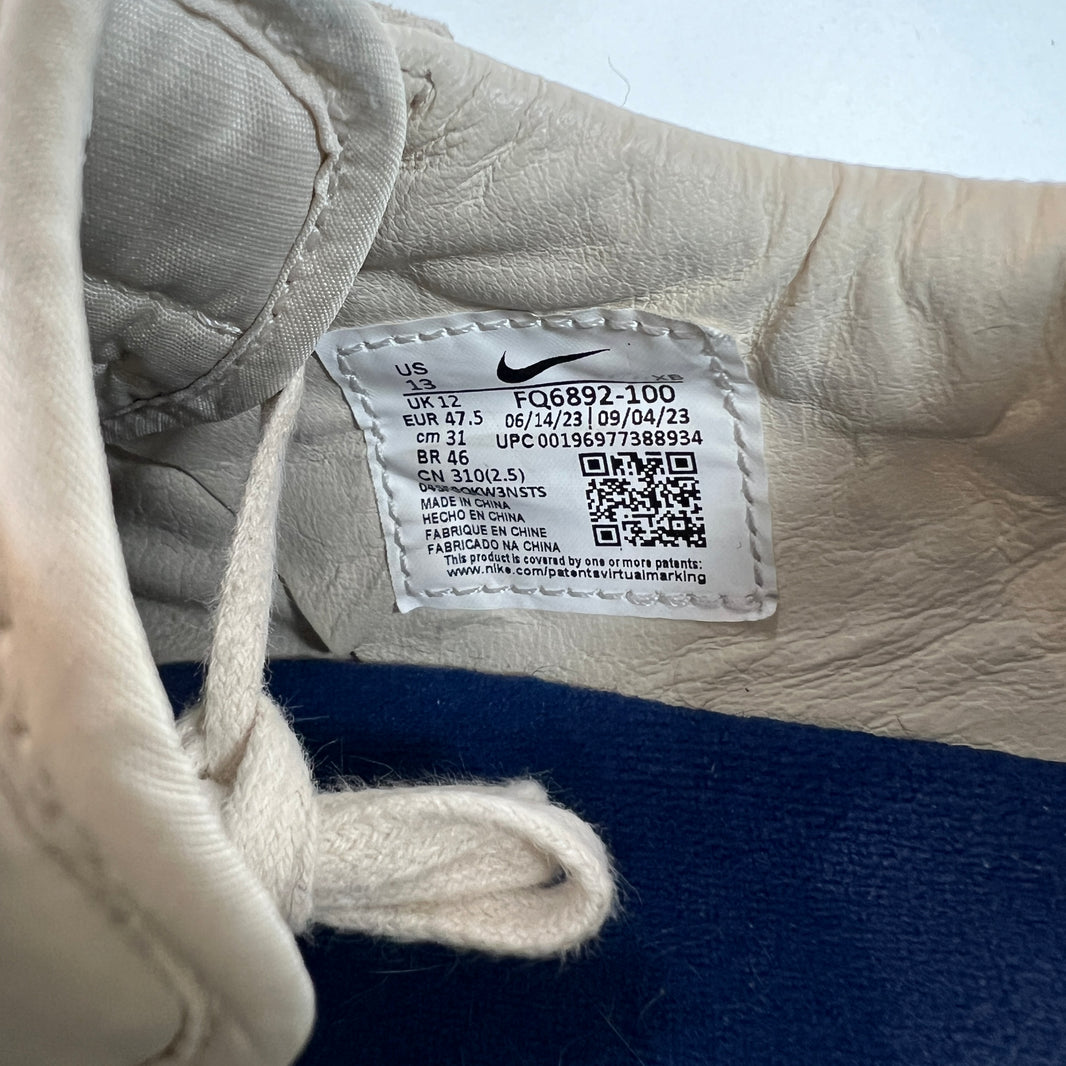 US
13
XB
UK 12
FQ6892-100
EUR 47.5
06/14/23 | 09/04/23
cm 31
UPC 00196977388934
BR 46
CN 310(2.5)
MADE IN CHINA
HECHO EN CHINA
FABRIQUE EN CHINE
FABRICADO NA CHINA
This product is covered by one or more patents:
www.nike.com/patentsvirtualmarking